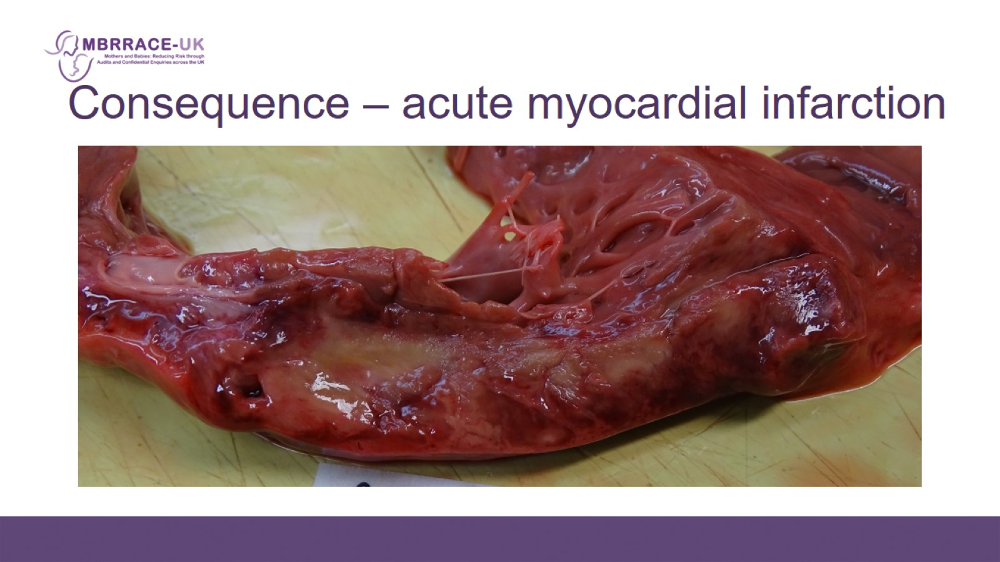 MBRRACE-UK
Mothers and Babies: Reducing Risk through
Audits and Confidential Enquiries across the UK
Consequence – acute myocardial infarction